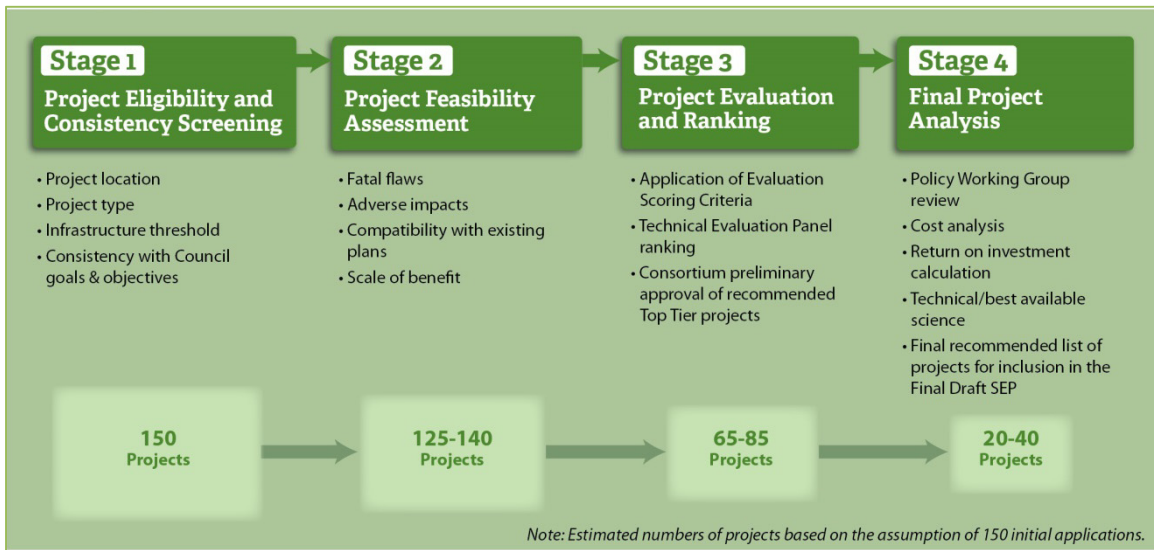 Stage 1
Project Eligibility and
Consistency Screening
• Project location
• Project type
• Infrastructure threshold
• Consistency with Council
goals & objectives
Stage 2
Project Feasibility
Assessment
• Fatal flaws
• Adverse impacts
• Compatibility with existing
plans
• Scale of benefit
Stage 3
Project Evaluation
and Ranking
• Application of Evaluation
Scoring Criteria
• Technical Evaluation Panel
ranking
• Consortium preliminary
approval of recommended
Top Tier projects
Stage 4
Final Project
Analysis
• Policy Working Group
review
• Cost analysis
• Return on investment
calculation
• Technical/best available
science
• Final recommended list of
projects for inclusion in the
Final Draft SEP
150
Projects
125-140
Projects
65-85
Projects
20-40
Projects
Note: Estimated numbers of projects based on the assumption of 150 initial applications.